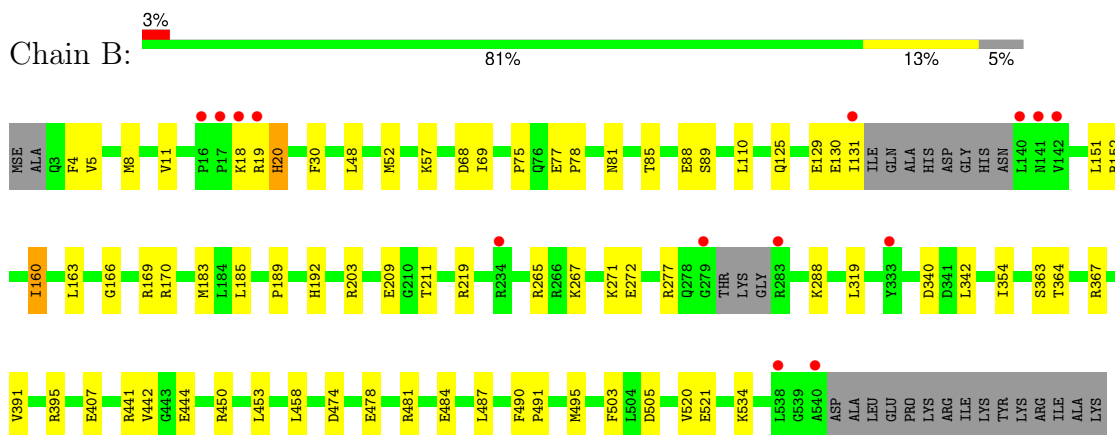 3%
Chain B:
81% 13% 5%
MSE ALA Q3 F4 V5 M8 V11 P16 P17 K18 R19 H20 F30 L48 M52 K57 D68 I69 P75 Q76 E77 P78 N81 T85 E88 S89 L110 Q125 E129 E130 I131 ILE GLN ALA HIS ASP GLY HIS ASN L140 N141 V142 L151 R152
I160 L163 G166 R169 R170 M183 L184 L185 P189 H192 R203 E209 G210 T211 R219 R234 R265 R266 K267 K271 E272 R277 Q278 G279 THR LYS GLY R283 K288 L319 Y333 D340 D341 L342 I354 S363 T364 R367
V391 R395 E407 R441 V442 G443 E444 R450 L453 L458 D474 E478 R481 E484 L487 F490 P491 M495 F503 L504 D505 V520 E521 K534 L538 G539 A540 ASP ALA LEU GLU PRO LYS ARG ILE LYS TYR LYS ARG ILE ALA LYS